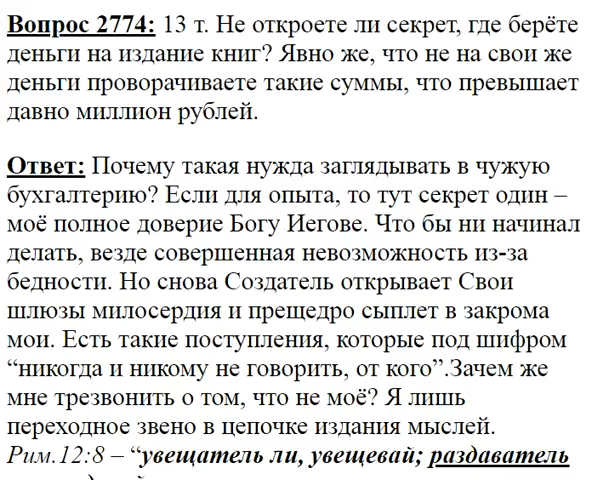 Вопрос 2774: 13 т. Не откроете ли секрет, где берёте
деньги на издание книг? Явно же, что не на свои же
деньги проворачиваете такие суммы, что превышает
давно миллион рублей.
Ответ: Почему такая нужда заглядывать в чужую
бухгалтерию? Если для опыта, то тут секрет один –
моё полное доверие Богу Иегове. Что бы ни начинал
делать, везде совершенная невозможность из-за
бедности. Но снова Создатель открывает Свои
шлюзы милосердия и прещедро сыплет в закрома
мои. Есть такие поступления, которые под шифром
“никогда и никому не говорить, от кого”.Зачем же
мне трезвонить о том, что не моё? Я лишь
переходное звено в цепочке издания мыслей.
Рим.12:8 – “увещатель ли, увещевай; раздаватель